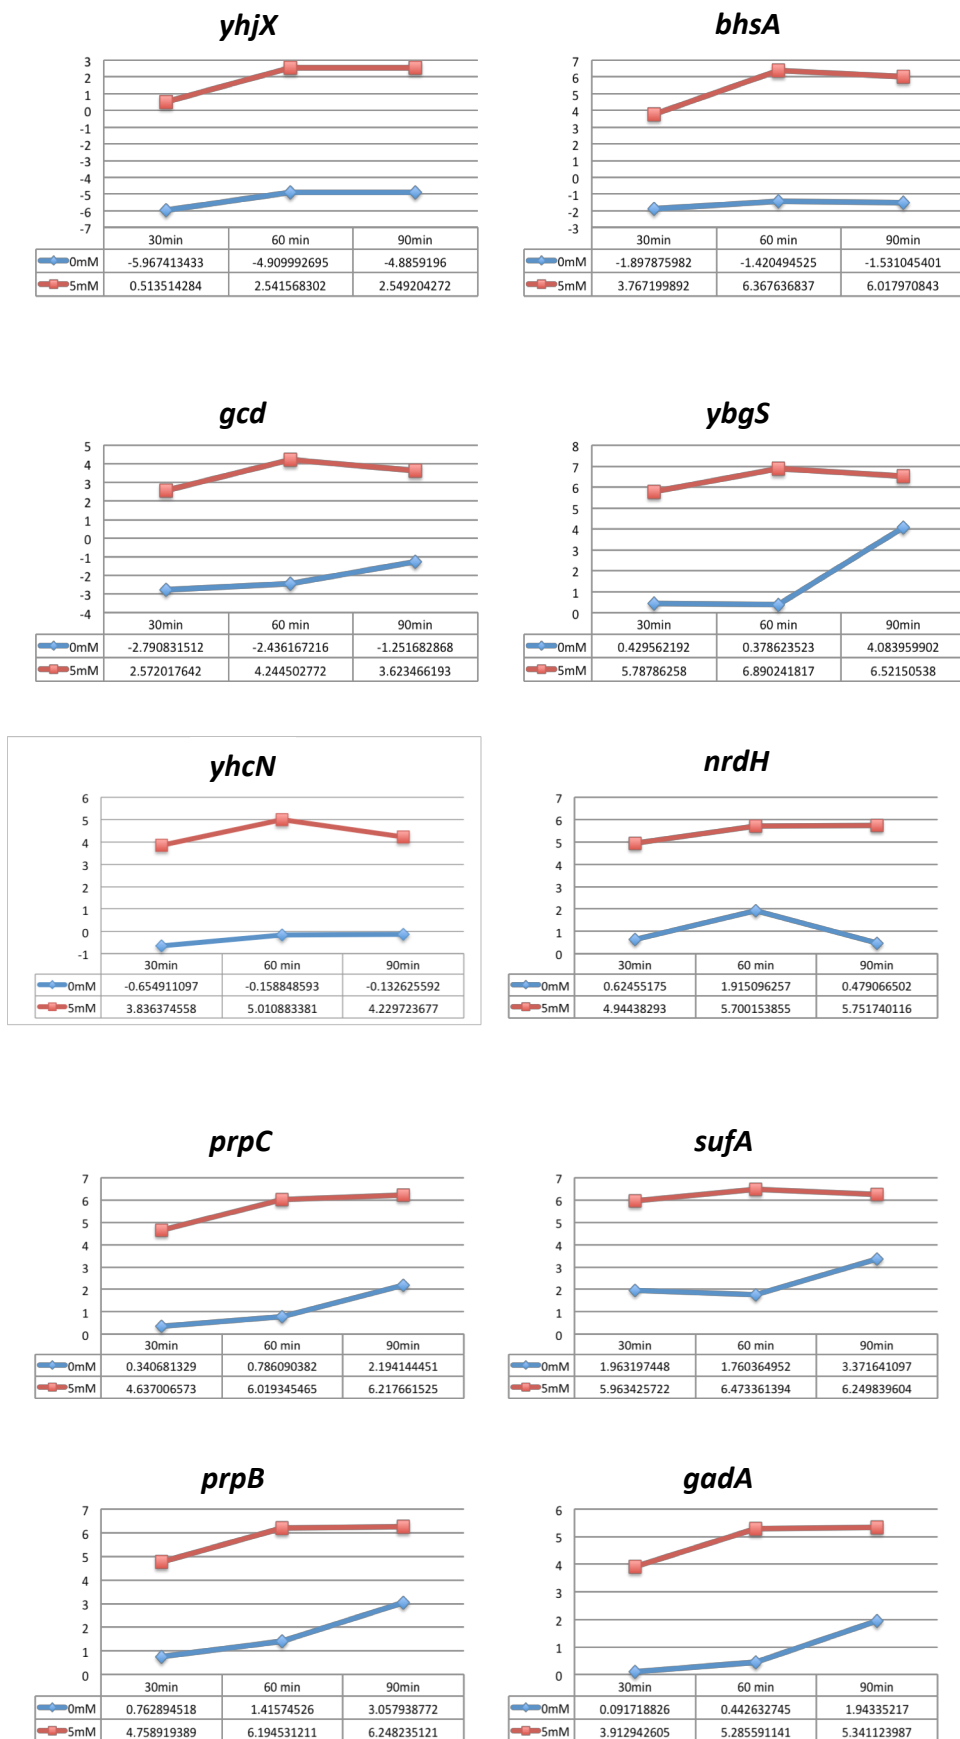 yhjX
3
2
1
0
-1
-2
-3
-4
-5
-6
-7
30min 60 min 90min
0mM -5.967413433 -4.909992695 -4.8859196
5mM 0.513514284 2.541568302 2.549204272
bhsA
7
6
5
4
3
2
1
0
-1
-2
-3
30min 60 min 90min
0mM -1.897875982 -1.420494525 -1.531045401
5mM 3.767199892 6.367636837 6.017970843
gcd
5
4
3
2
1
0
-1
-2
-3
-4
30min 60 min 90min
0mM -2.790831512 -2.436167216 -1.251682868
5mM 2.572017642 4.244502772 3.623466193
ybgS
8
7
6
5
4
3
2
1
0
30min 60 min 90min
0mM 0.429562192 0.378623523 4.083959902
5mM 5.78786258 6.890241817 6.52150538
yhcN
6
5
4
3
2
1
0
-1
30min 60 min 90min
0mM -0.654911097 -0.158848593 -0.132625592
5mM 3.836374558 5.010883381 4.229723677
nrdH
7
6
5
4
3
2
1
0
30min 60 min 90min
0mM 0.62455175 1.915096257 0.479066502
5mM 4.94438293 5.700153855 5.751740116
prpC
7
6
5
4
3
2
1
0
30min 60 min 90min
0mM 0.340681329 0.786090382 2.194144451
5mM 4.637006573 6.019345465 6.217661525
sufA
7
6
5
4
3
2
1
0
30min 60 min 90min
0mM 1.963197448 1.760364952 3.371641097
5mM 5.963425722 6.473361394 6.249839604
prpB
7
6
5
4
3
2
1
0
30min 60 min 90min
0mM 0.762894518 1.41574526 3.057938772
5mM 4.758919389 6.194531211 6.248235121
gadA
6
5
4
3
2
1
0
30min 60 min 90min
0mM 0.091718826 0.442632745 1.94335217
5mM 3.912942605 5.285591141 5.341123987